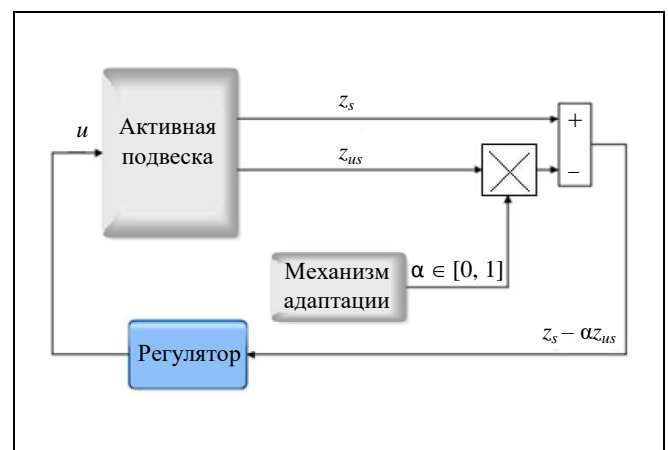 u
Активная
подвеска
z_s
z_us
+
–
Механизм
адаптации
α ∈ [0, 1]
Регулятор
z_s – αz_us